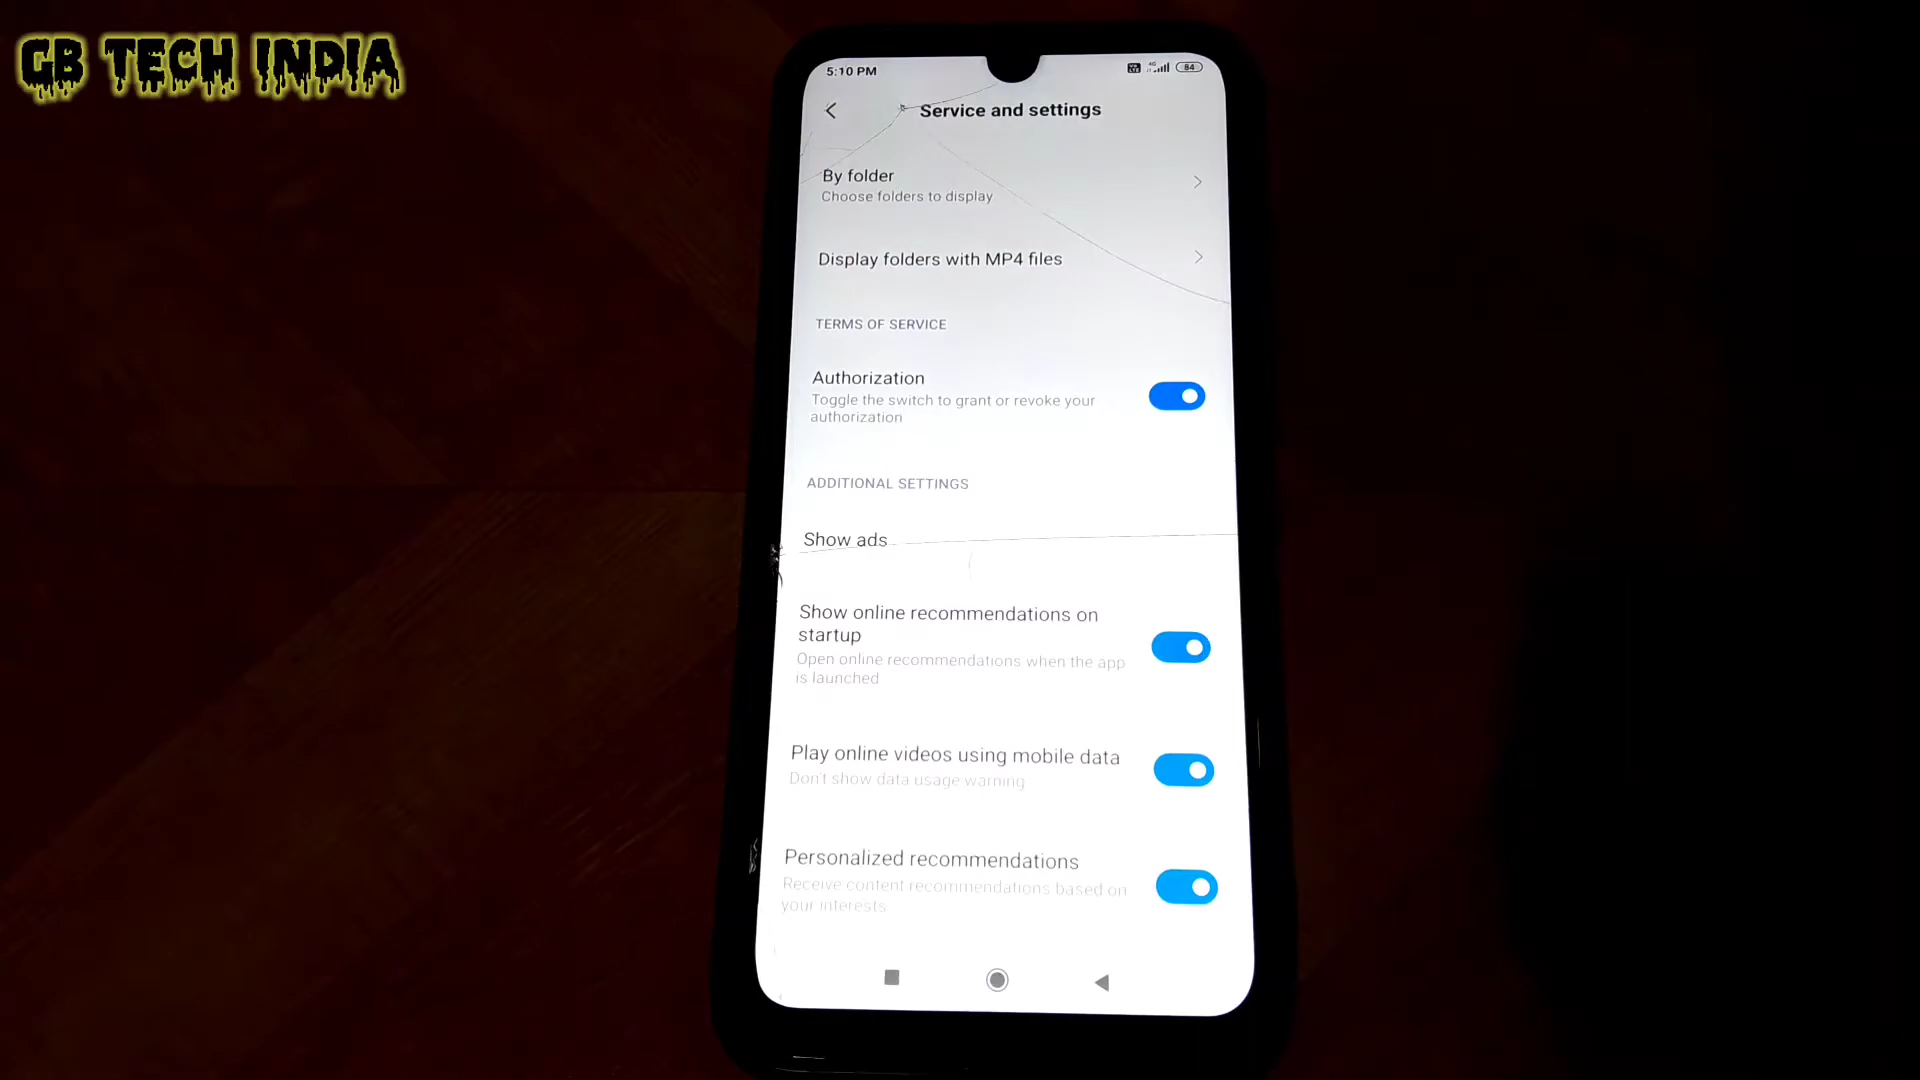 GB TECH INDIA
5:10 PM
4G
84
Service and settings
By folder
Choose folders to display
Display folders with MP4 files
TERMS OF SERVICE
Authorization
Toggle the switch to grant or revoke your
authorization
ADDITIONAL SETTINGS
Show ads
Show online recommendations on
startup
Open online recommendations when the app
is launched
Play online videos using mobile data
Don't show data usage warning
Personalized recommendations
Receive content recommendations based on
your interests